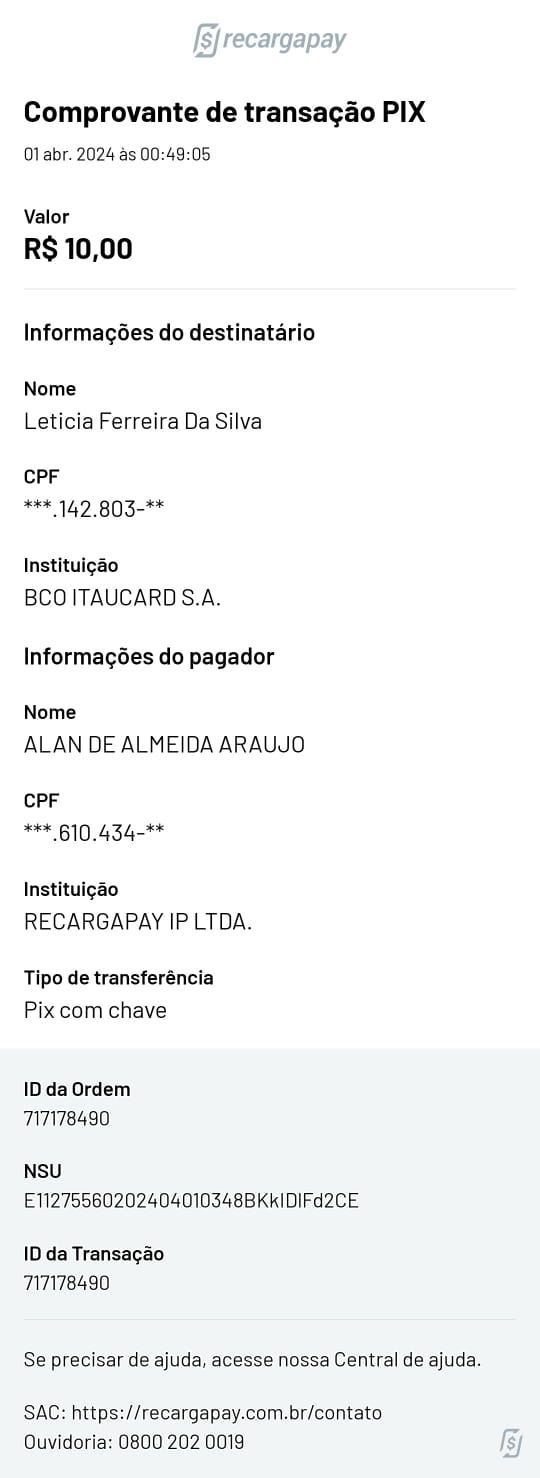 recargapay
Comprovante de transação PIX
01 abr. 2024 às 00:49:05
Valor
R$ 10,00
Informações do destinatário
Nome
Leticia Ferreira Da Silva
CPF
***.142.803-**
Instituição
BCO ITAUCARD S.A.
Informações do pagador
Nome
ALAN DE ALMEIDA ARAUJO
CPF
***.610.434-**
Instituição
RECARGAPAY IP LTDA.
Tipo de transferência
Pix com chave
ID da Ordem
717178490
NSU
E11275560202404010348BKkIDIFd2CE
ID da Transação
717178490
Se precisar de ajuda, acesse nossa Central de ajuda.
SAC: https://recargapay.com.br/contato
Ouvidoria: 0800 202 0019